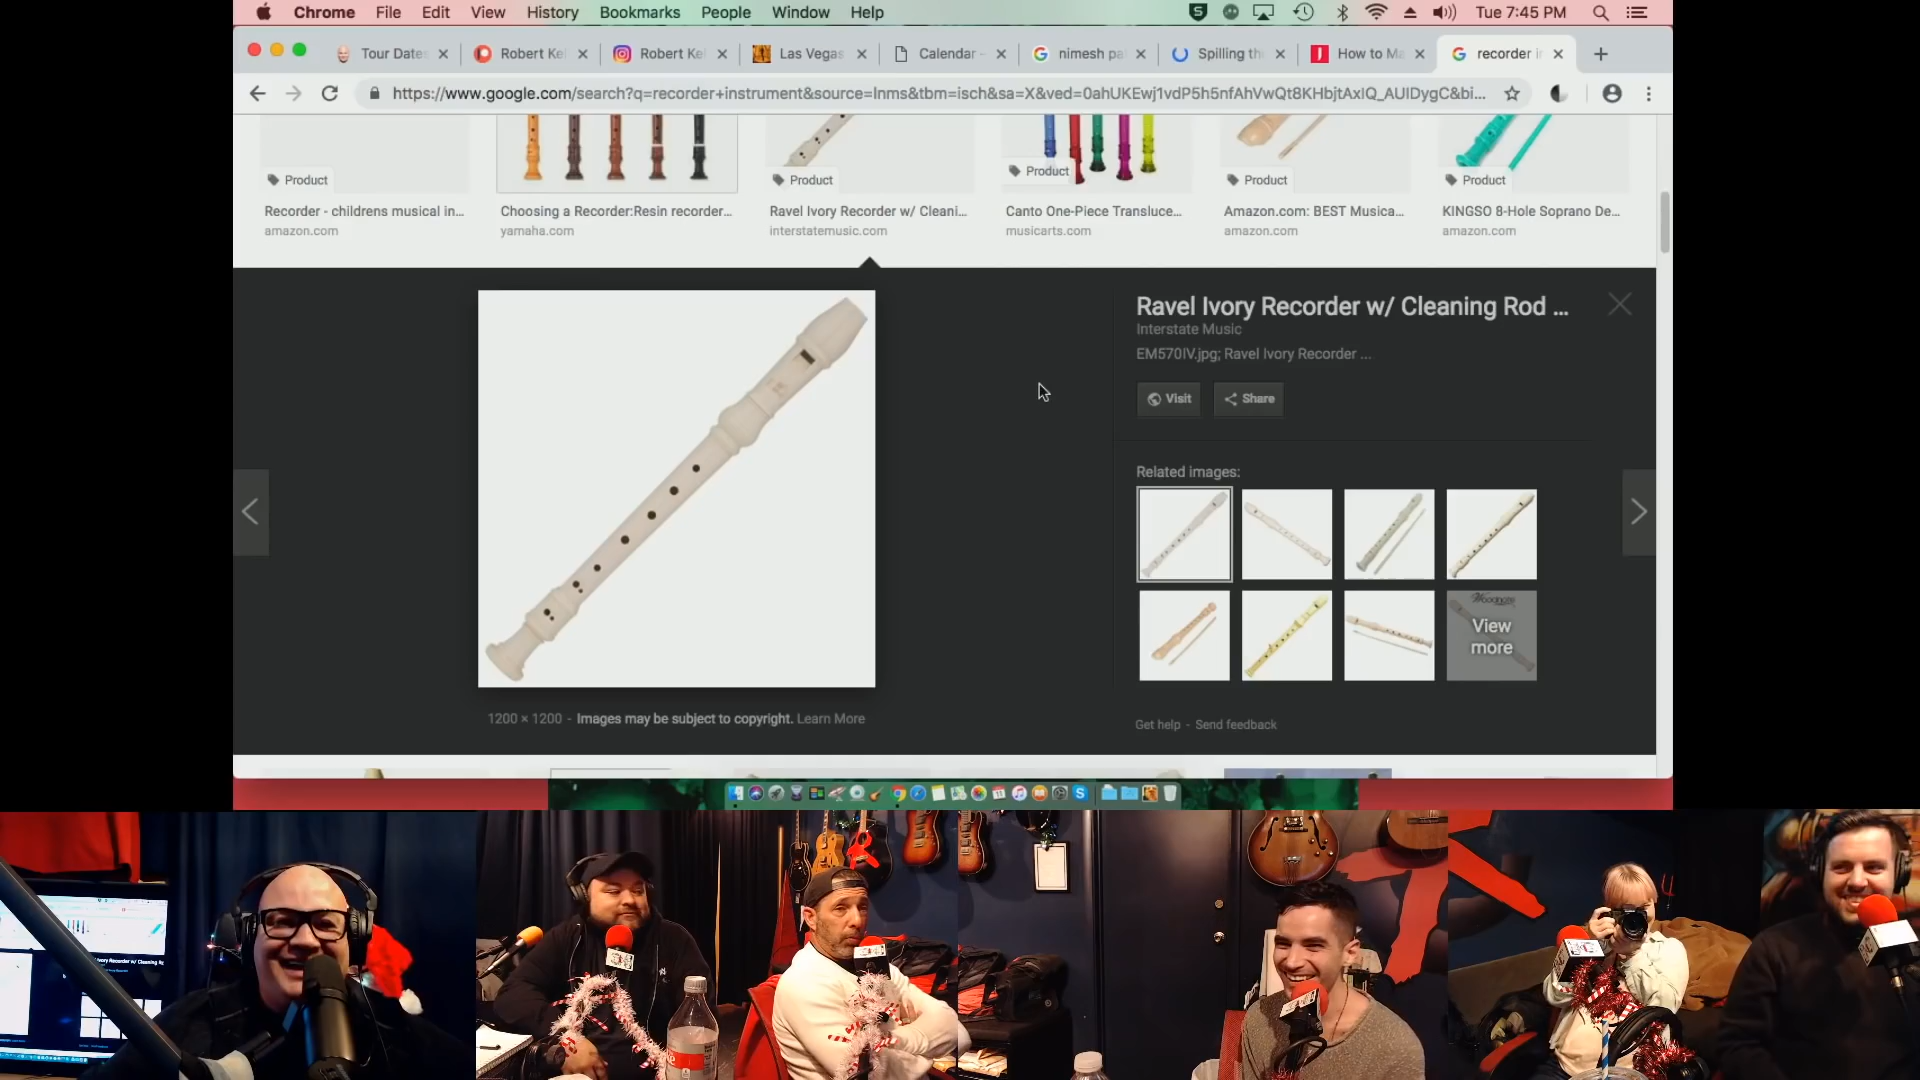 Chrome File Edit View History Bookmarks People Window Help Tue 7:45 PM
Tour Dates Robert Kel Robert Kel Las Vegas Calendar - nimesh pa Spilling th How to Ma recorder in
https://www.google.com/search?q=recorder+instrument&source=lnms&tbm=isch&sa=X&ved=0ahUKEwj1vdP5h5nfAhVwQt8KHbjtAxIQ_AUIDygC&bi...
Product Product Product Product Product
Recorder - childrens musical in... Choosing a Recorder:Resin recorder... Ravel Ivory Recorder w/ Cleani... Canto One-Piece Transluce... Amazon.com: BEST Musica... KINGSO 8-Hole Soprano De...
amazon.com yamaha.com interstatemusic.com musicarts.com amazon.com amazon.com
Ravel Ivory Recorder w/ Cleaning Rod ...
Interstate Music
EM570IV.jpg; Ravel Ivory Recorder ...
Visit Share
Related images:
Woodnote
View
more
1200 × 1200 - Images may be subject to copyright. Learn More
Get help - Send feedback